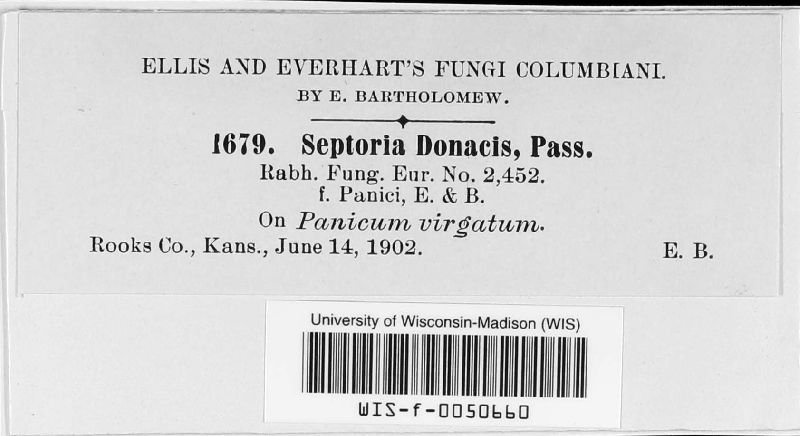 ELLIS AND EVERHART'S FUNGI COLUMBIANI.
BY E. BARTHOLOMEW.
1679. Septoria Donacis, Pass.
Rabh. Fung. Eur. No. 2,452.
f. Panici, E. & B.
On Panicum virgatum.
Rooks Co., Kans., June 14, 1902. E. B.
University of Wisconsin-Madison (WIS)
WIS-f-0050660